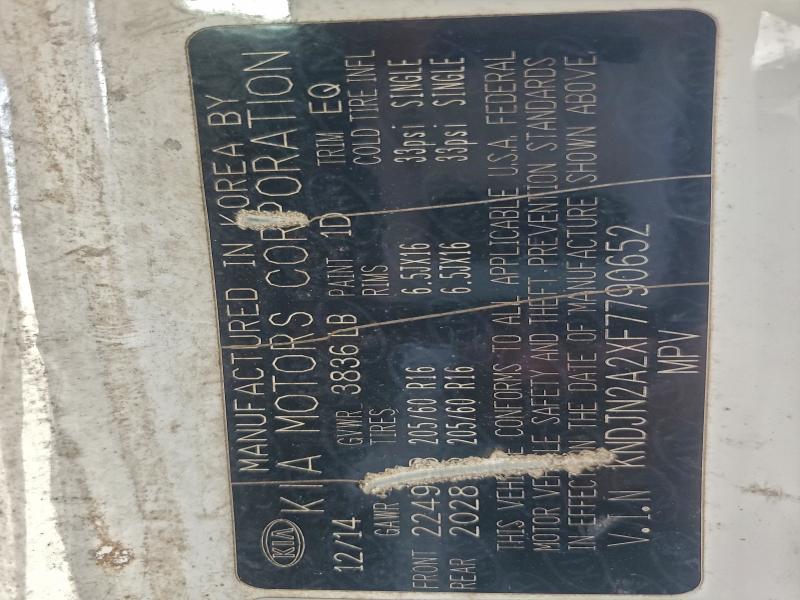 MANUFACTURED IN KOREA BY
KIA KIA MOTORS CORPORATION
12/14 GVWR 3836 LB PAINT 1D TRIM EQ
GAWR TIRES RIMS COLD TIRE INFL
FRONT 2249 205/60 R16 6.5JX16 33psi SINGLE
REAR 2028 205/60 R16 6.5JX16 33psi SINGLE
THIS VEHICLE CONFORMS TO ALL APPLICABLE U.S.A. FEDERAL
MOTOR VEHICLE SAFETY AND THEFT PREVENTION STANDARDS
IN EFFECT ON THE DATE OF MANUFACTURE SHOWN ABOVE.
V.I.N KNDJN2A2XF7790652
MPV